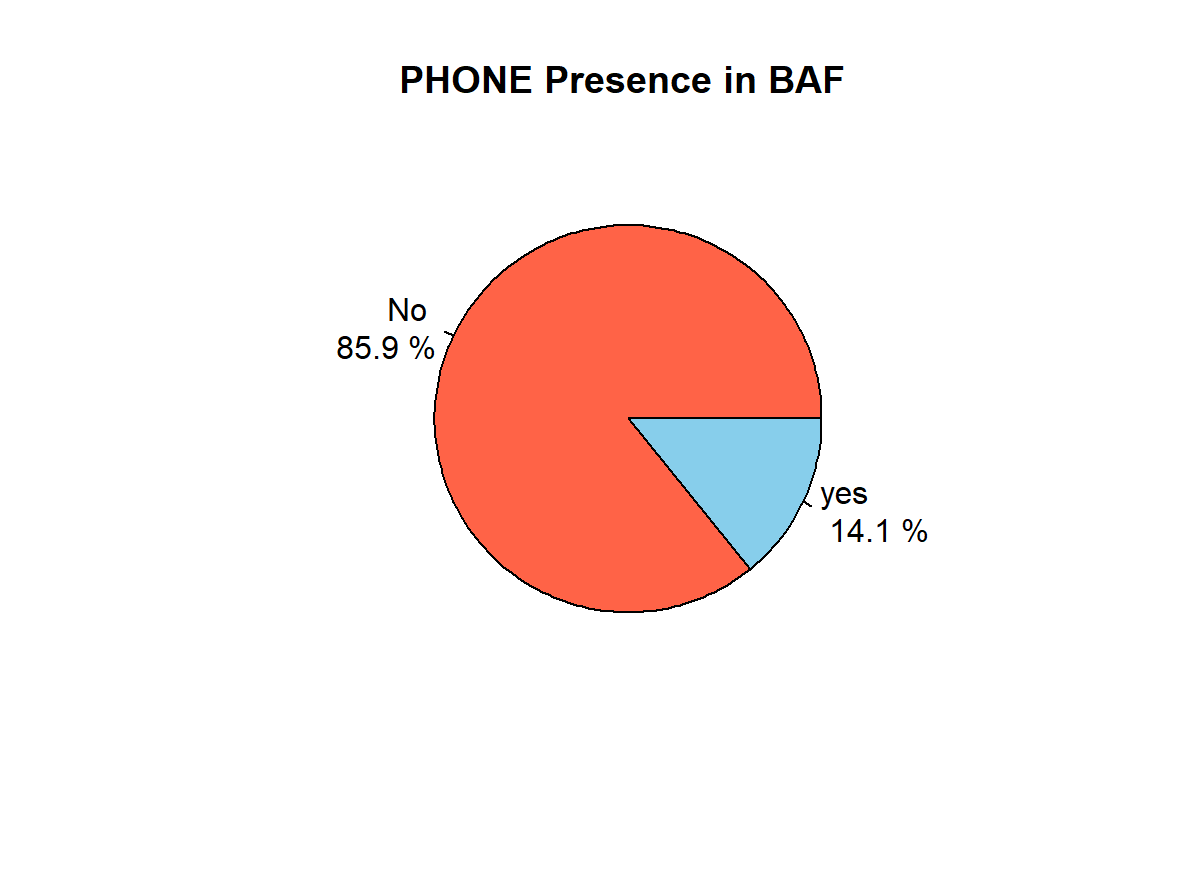 PHONE Presence in BAF
No
85.9 %
yes
14.1 %